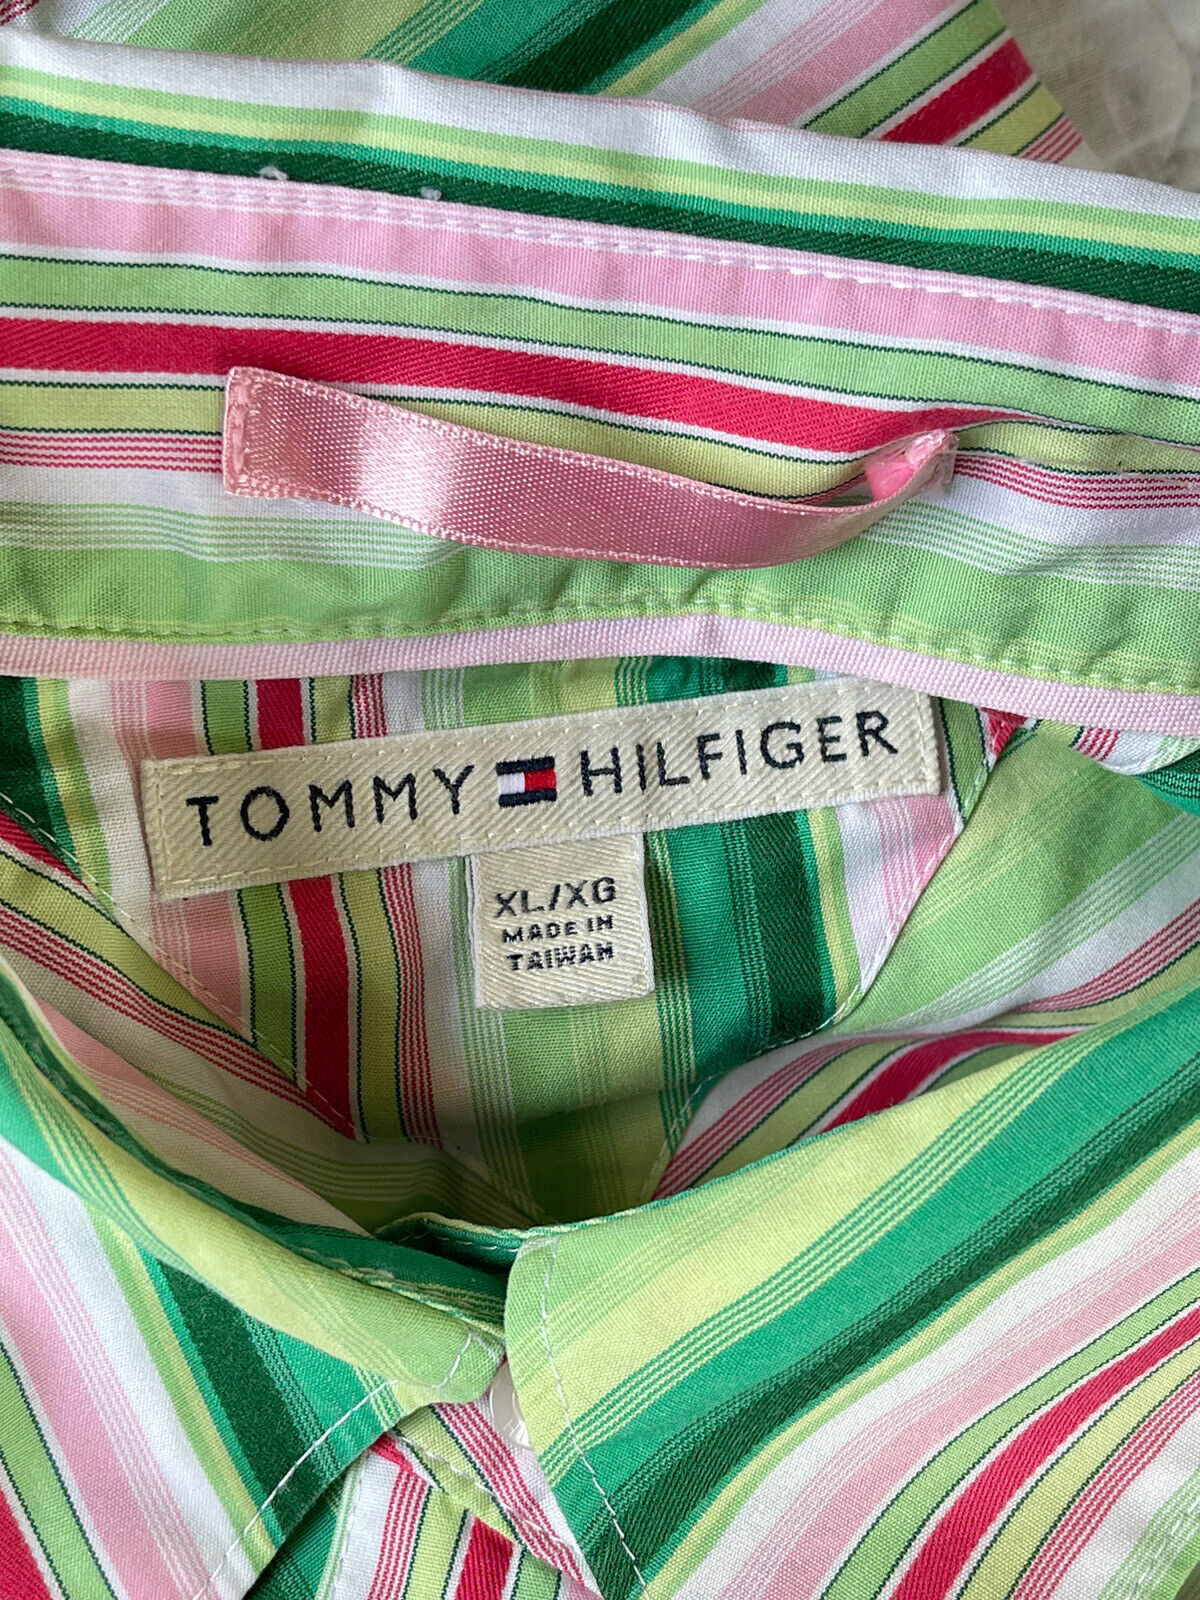 TOMMY HILFIGER
XL/XG
MADE IN
TAIWAN